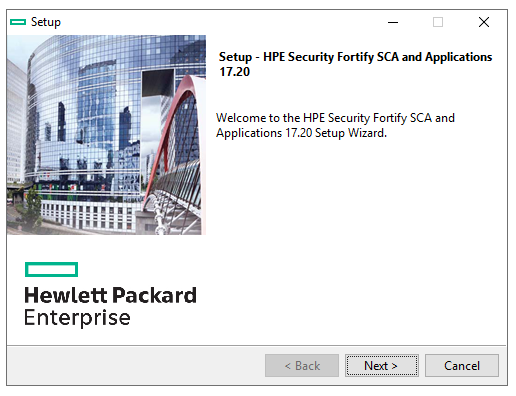 Setup
Setup - HPE Security Fortify SCA and Applications
17.20
Welcome to the HPE Security Fortify SCA and
Applications 17.20 Setup Wizard.
Hewlett Packard
Enterprise
< Back
Next >
Cancel